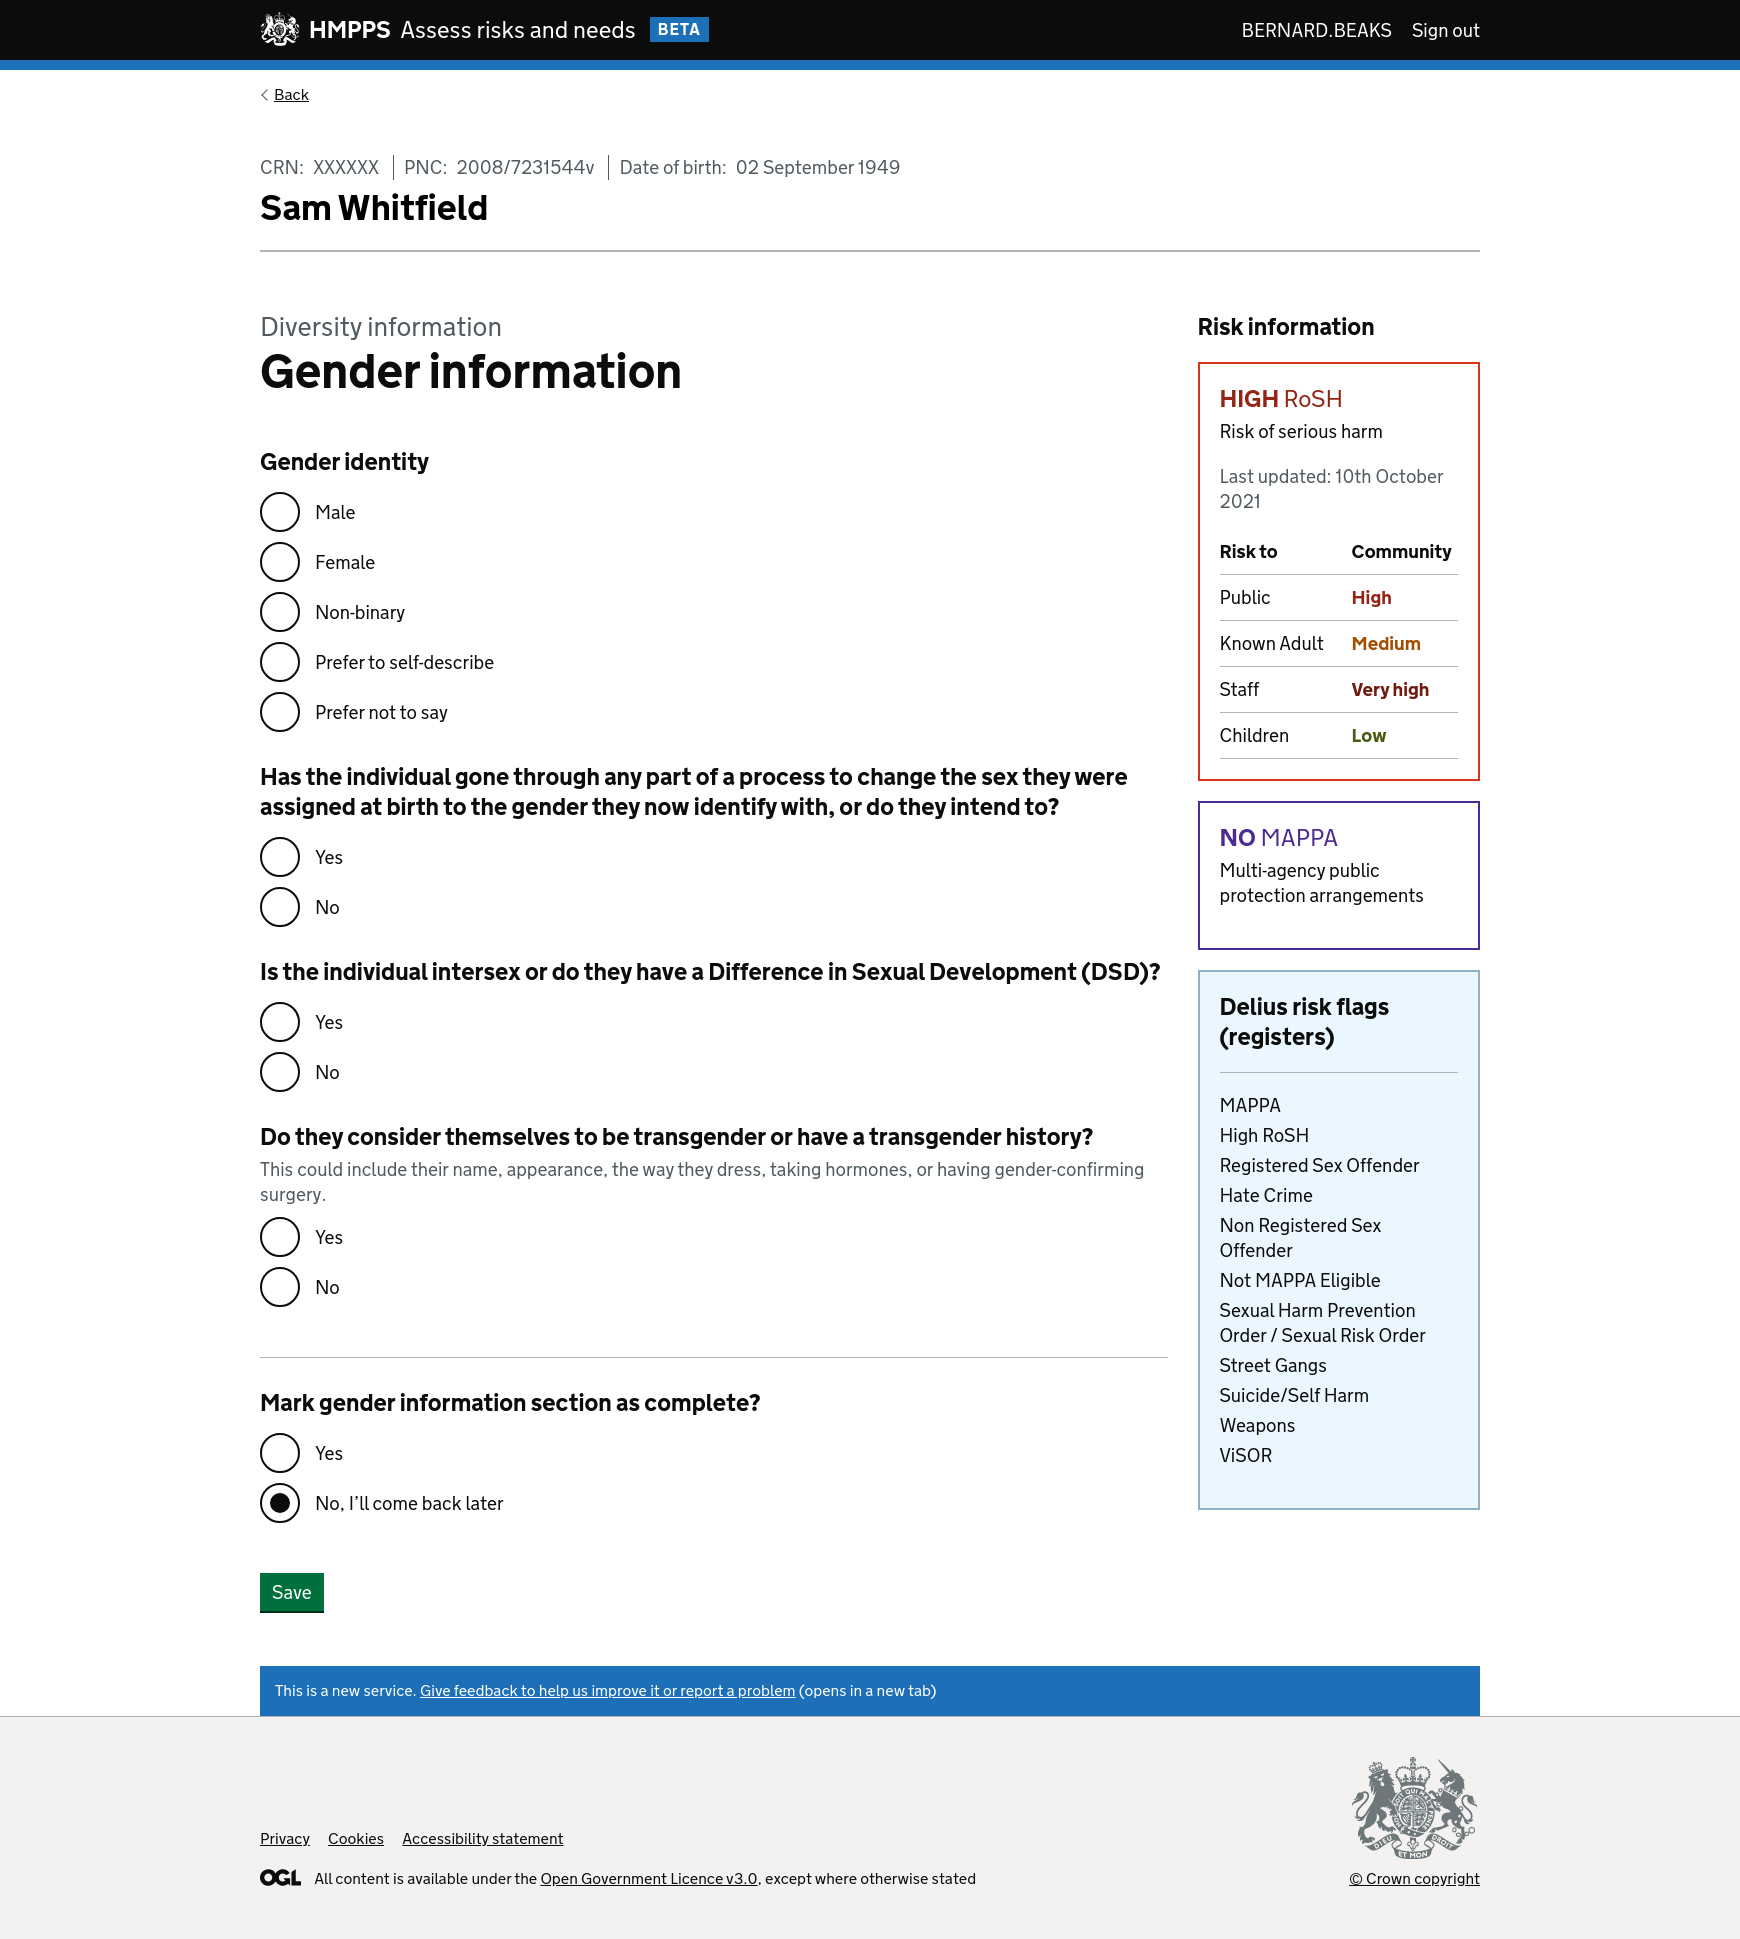 HMPPS Assess risks and needs BETA
BERNARD.BEAKS Sign out
Back
CRN: XXXXXX PNC: 2008/7231544v Date of birth: 02 September 1949
Sam Whitfield
Diversity information
Gender information
Gender identity
Male
Female
Non-binary
Prefer to self-describe
Prefer not to say
Has the individual gone through any part of a process to change the sex they were
assigned at birth to the gender they now identify with, or do they intend to?
Yes
No
Is the individual intersex or do they have a Difference in Sexual Development (DSD)?
Yes
No
Do they consider themselves to be transgender or have a transgender history?
This could include their name, appearance, the way they dress, taking hormones, or having gender-confirming
surgery.
Yes
No
Mark gender information section as complete?
Yes
No, I’ll come back later
Save
Risk information
HIGH RoSH
Risk of serious harm
Last updated: 10th October
2021
Risk to Community
Public High
Known Adult Medium
Staff Very high
Children Low
NO MAPPA
Multi-agency public
protection arrangements
Delius risk flags
(registers)
MAPPA
High RoSH
Registered Sex Offender
Hate Crime
Non Registered Sex
Offender
Not MAPPA Eligible
Sexual Harm Prevention
Order / Sexual Risk Order
Street Gangs
Suicide/Self Harm
Weapons
ViSOR
This is a new service. Give feedback to help us improve it or report a problem (opens in a new tab)
Privacy Cookies Accessibility statement
OGL All content is available under the Open Government Licence v3.0, except where otherwise stated
DIEU ET MON DROIT
© Crown copyright